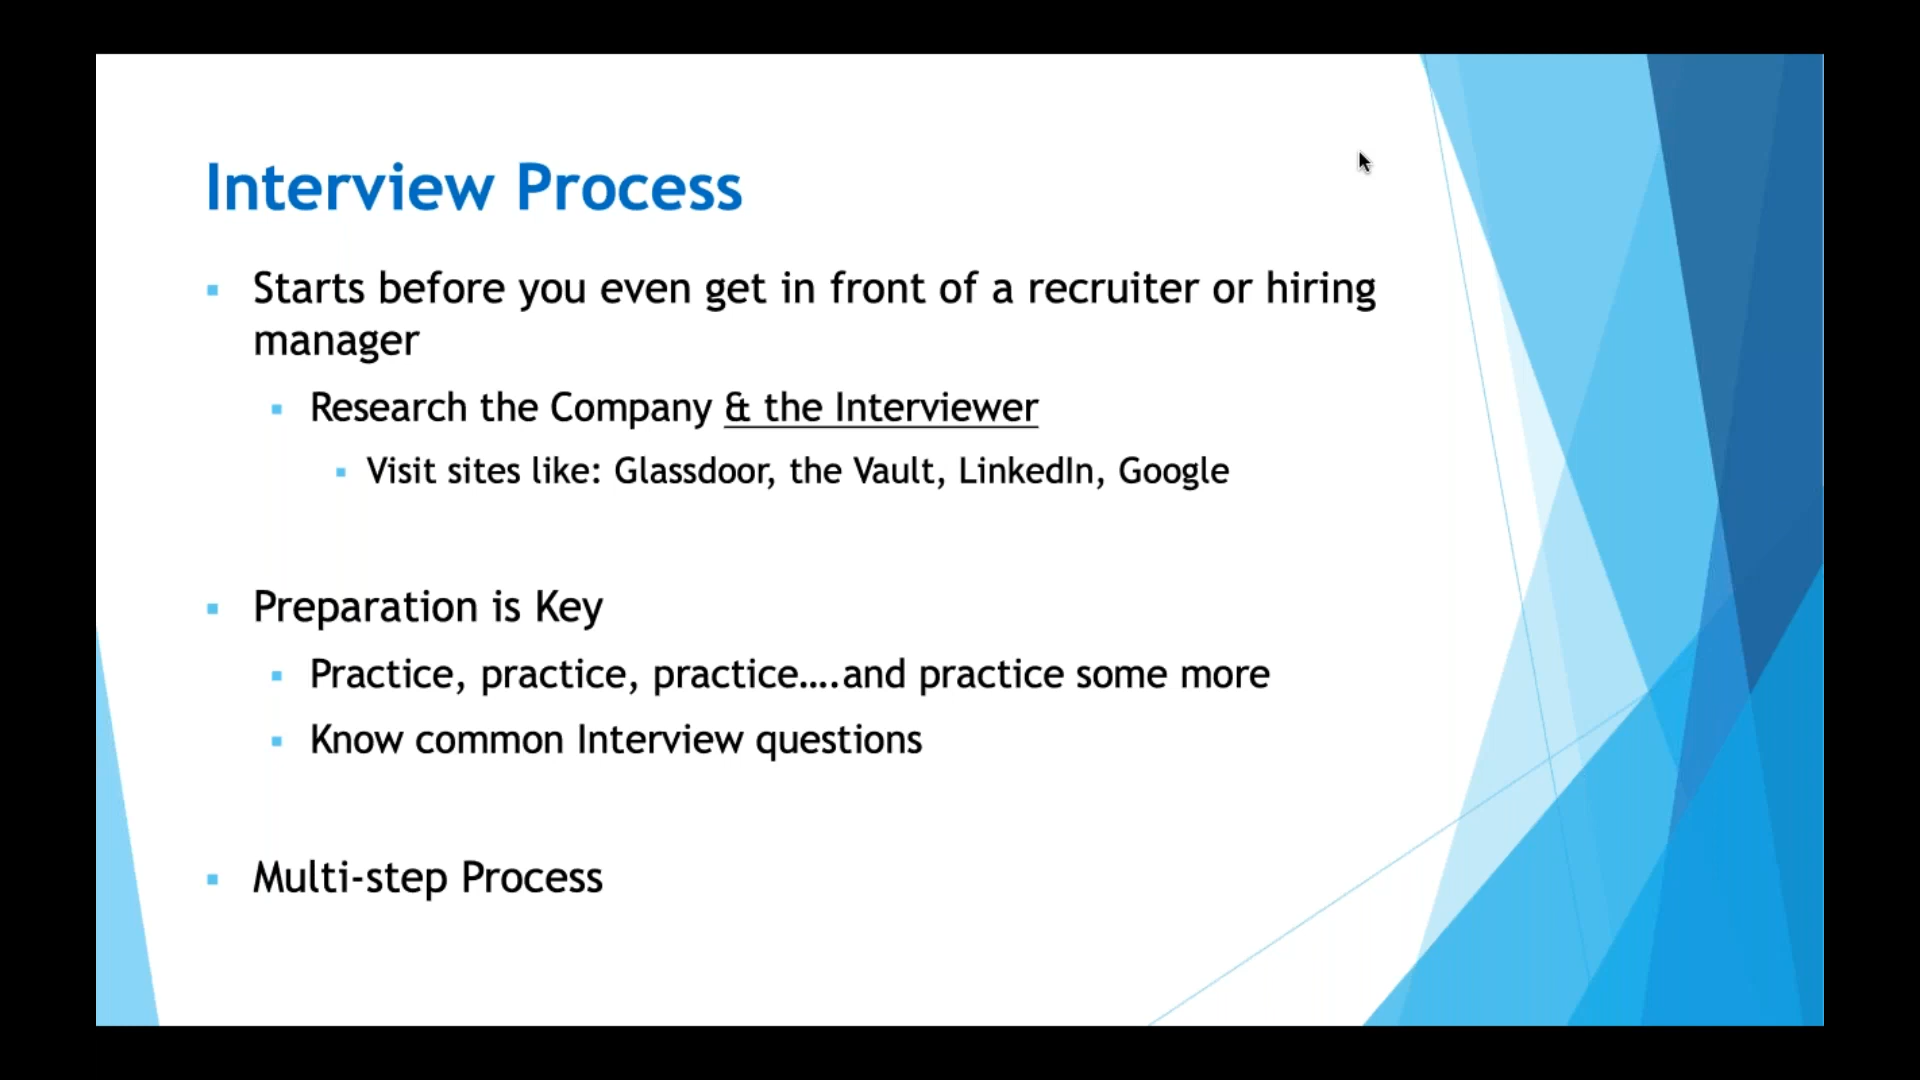 Interview Process
Starts before you even get in front of a recruiter or hiring
manager
Research the Company & the Interviewer
Visit sites like: Glassdoor, the Vault, LinkedIn, Google
Preparation is Key
Practice, practice, practice....and practice some more
Know common Interview questions
Multi-step Process